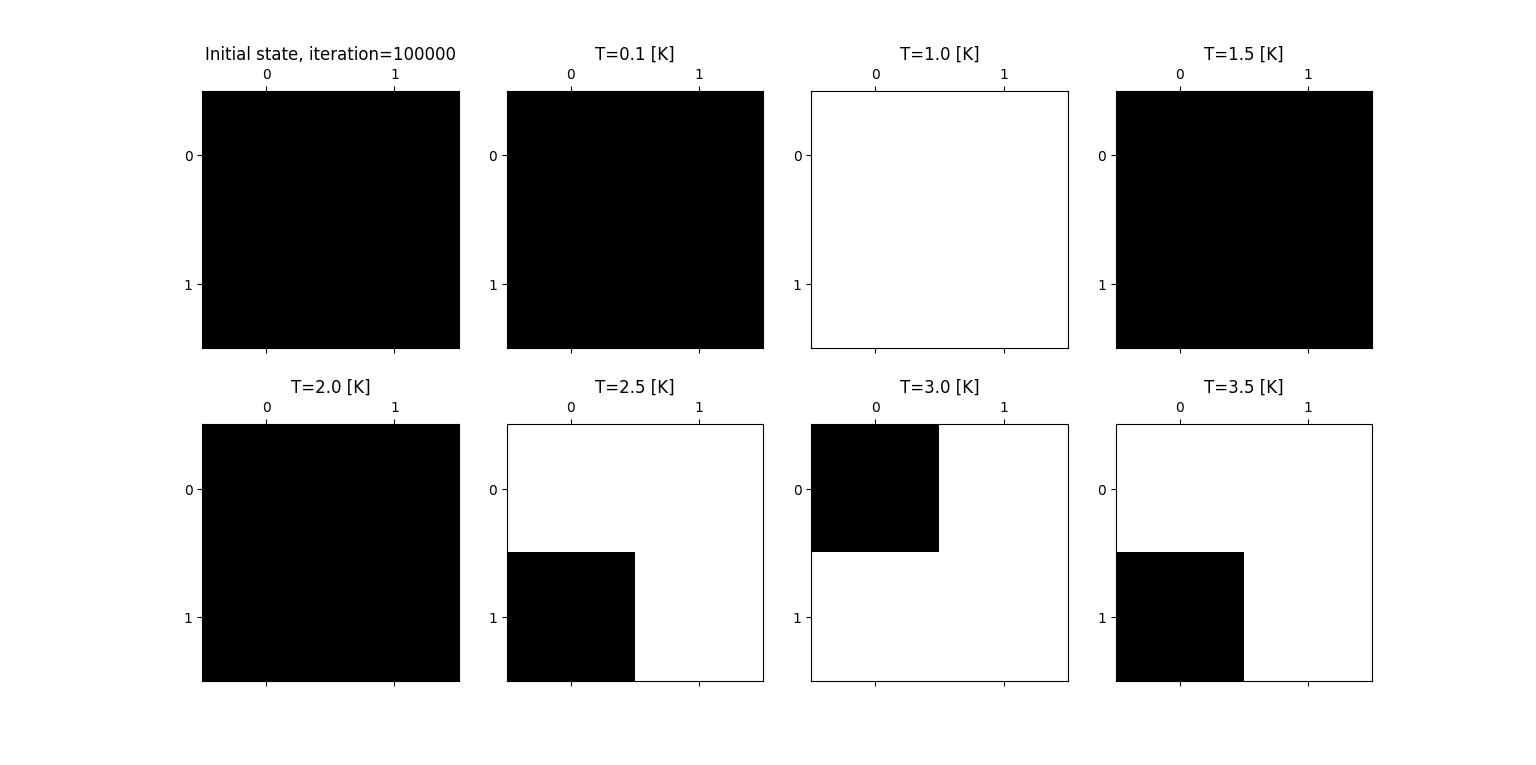 Initial state, iteration=100000 T=0.1 [K] T=1.0 [K] T=1.5 [K]
0 1 0 1 0 1 0 1
0 0 0 0
1 1 1 1
T=2.0 [K] T=2.5 [K] T=3.0 [K] T=3.5 [K]
0 1 0 1 0 1 0 1
0 0 0 0
1 1 1 1